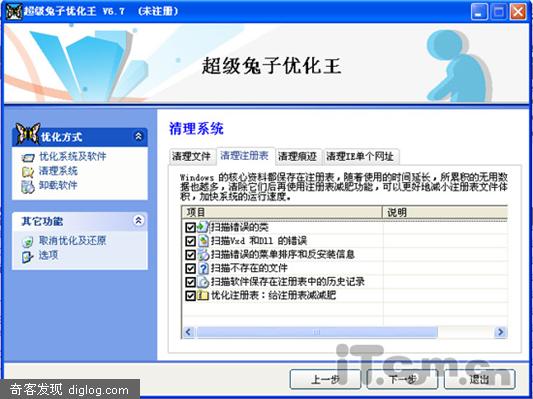 超级兔子优化王 V6.7 (未注册)
超级兔子优化王
优化方式
优化系统及软件
清理系统
卸载软件
其它功能
取消优化及还原
选项
清理系统
清理文件 清理注册表 清理痕迹 清理IE单个网址
Windows 的核心资料都保存在注册表，随着使用的时间延长，所累积的无用数
据也越多，清除它们后再使用注册表减肥功能，可以更好地减小注册表文件体
积，加快系统的运行速度。
项目 说明
扫描错误的类
扫描Vxd 和Dll 的错误
扫描错误的菜单排序和反安装信息
扫描不存在的文件
扫描软件保存在注册表中的历史记录
优化注册表：给注册表减减肥
iT.com.cn
上一步 下一步 退出
奇客发现 diglog.com